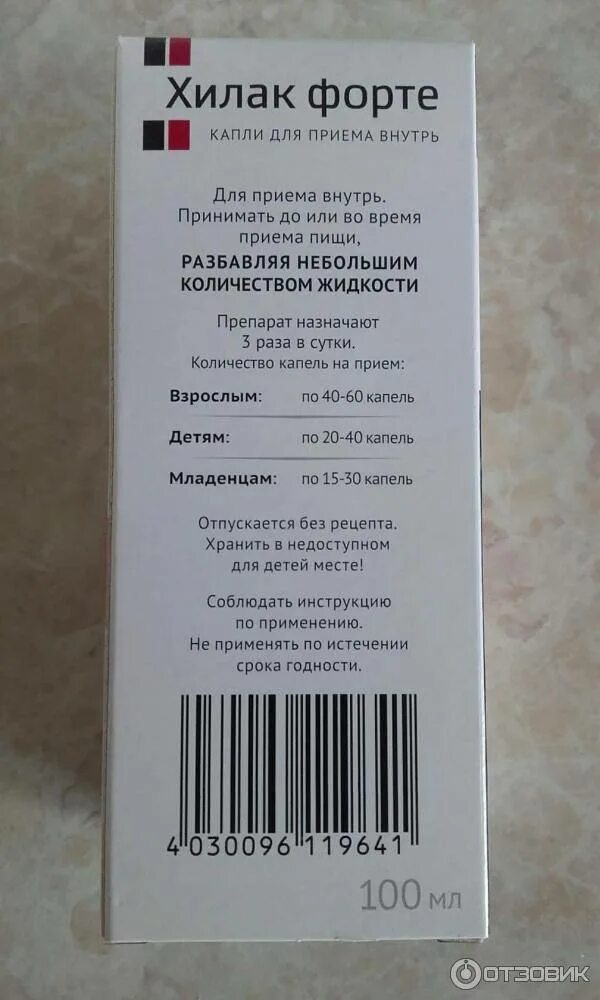 Хилак форте
КАПЛИ ДЛЯ ПРИЕМА ВНУТРЬ
Для приема внутрь.
Принимать до или во время
приема пищи,
РАЗБАВЛЯЯ НЕБОЛЬШИМ
КОЛИЧЕСТВОМ ЖИДКОСТИ
Препарат назначают
3 раза в сутки.
Количество капель на прием:
Взрослым: по 40-60 капель
Детям: по 20-40 капель
Младенцам: по 15-30 капель
Отпускается без рецепта.
Хранить в недоступном
для детей месте!
Соблюдать инструкцию
по применению.
Не применять по истечении
срока годности.
4 030096 119641
100 мл
ОТЗОВИК